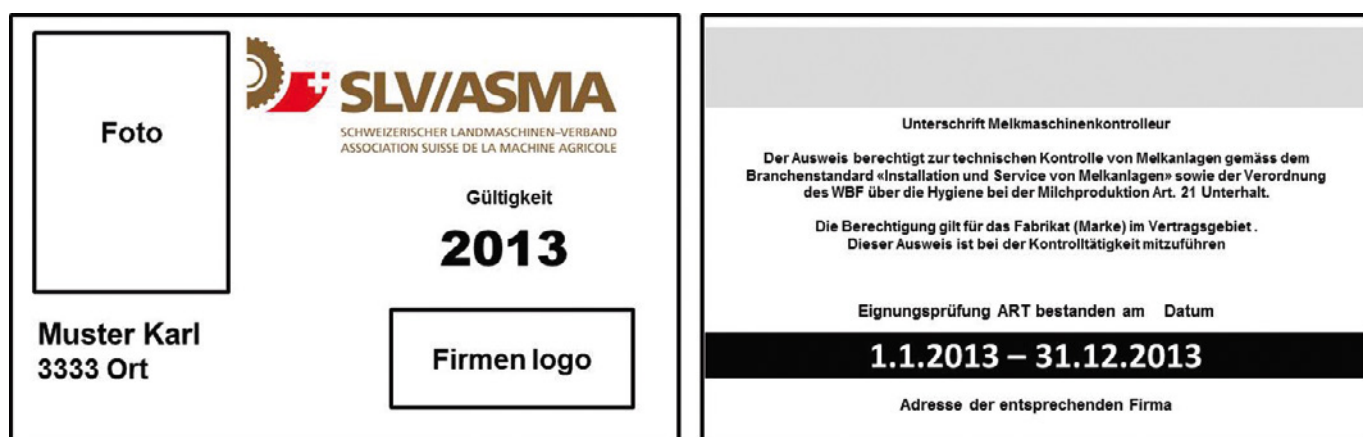 Foto
SLV/ASMA
SCHWEIZERISCHER LANDMASCHINEN-VERBAND
ASSOCIATION SUISSE DE LA MACHINE AGRICOLE
Gültigkeit
2013
Muster Karl
3333 Ort
Firmen logo
Unterschrift Melkmaschinenkontrolleur
Der Ausweis berechtigt zur technischen Kontrolle von Melkanlagen gemäss dem
Branchenstandard «Installation und Service von Melkanlagen» sowie der Verordnung
des WBF über die Hygiene bei der Milchproduktion Art. 21 Unterhalt.
Die Berechtigung gilt für das Fabrikat (Marke) im Vertragsgebiet .
Dieser Ausweis ist bei der Kontrolltätigkeit mitzuführen
Eignungsprüfung ART bestanden am Datum
1.1.2013 – 31.12.2013
Adresse der entsprechenden Firma